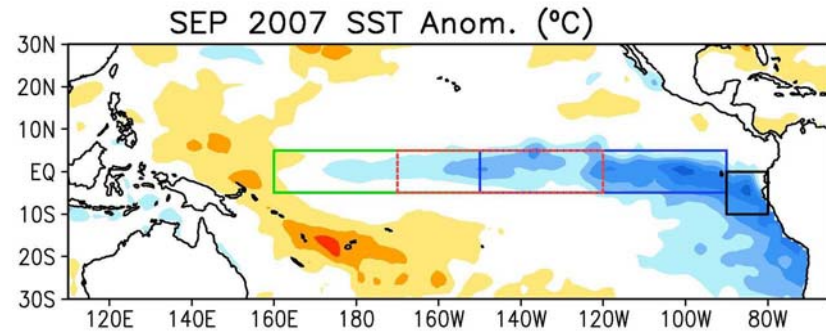 SEP 2007 SST Anom. (ºC)
30N
20N
10N
EQ
10S
20S
30S
120E 140E 160E 180 160W 140W 120W 100W 80W